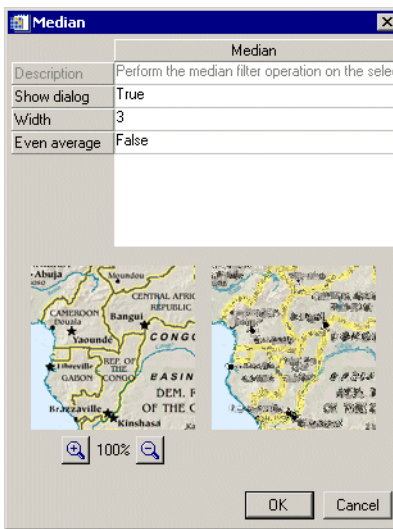 Median
Median
Description Perform the median filter operation on the sele
Show dialog True
Width 3
Even average False
Abuja
Moundou
CENTRAL AFRIC
REPUBLIC
CAMEROON
Douala
Bangui
Yaounde
CONGO
Libreville
REP. OF
THE
CONGO
GABON
BASIN
DEM. R
OF THE C
Brazzaville
Kinshasa
100%
OK Cancel